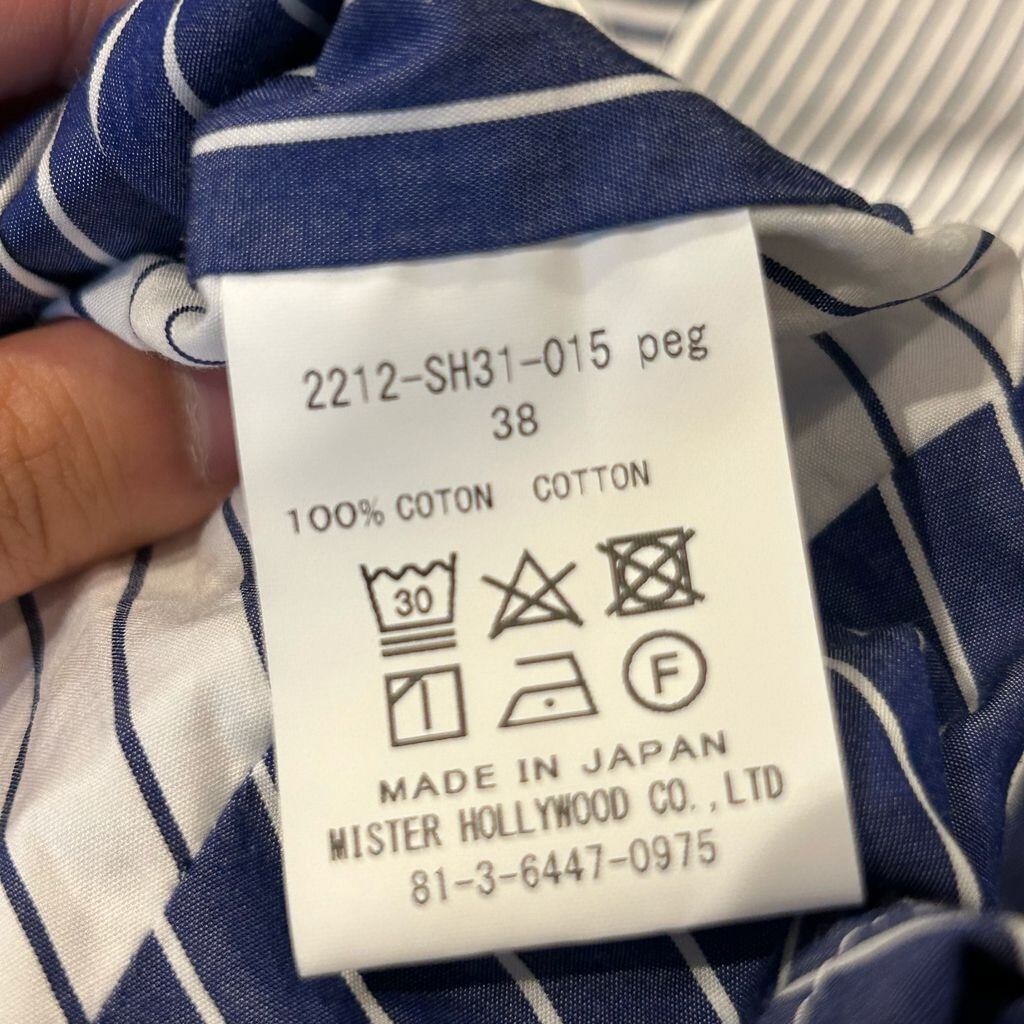 2212-SH31-015 peg
38
100% COTON COTTON
30
F
MADE IN JAPAN
MISTER HOLLYWOOD CO.,LTD
81-3-6447-0975